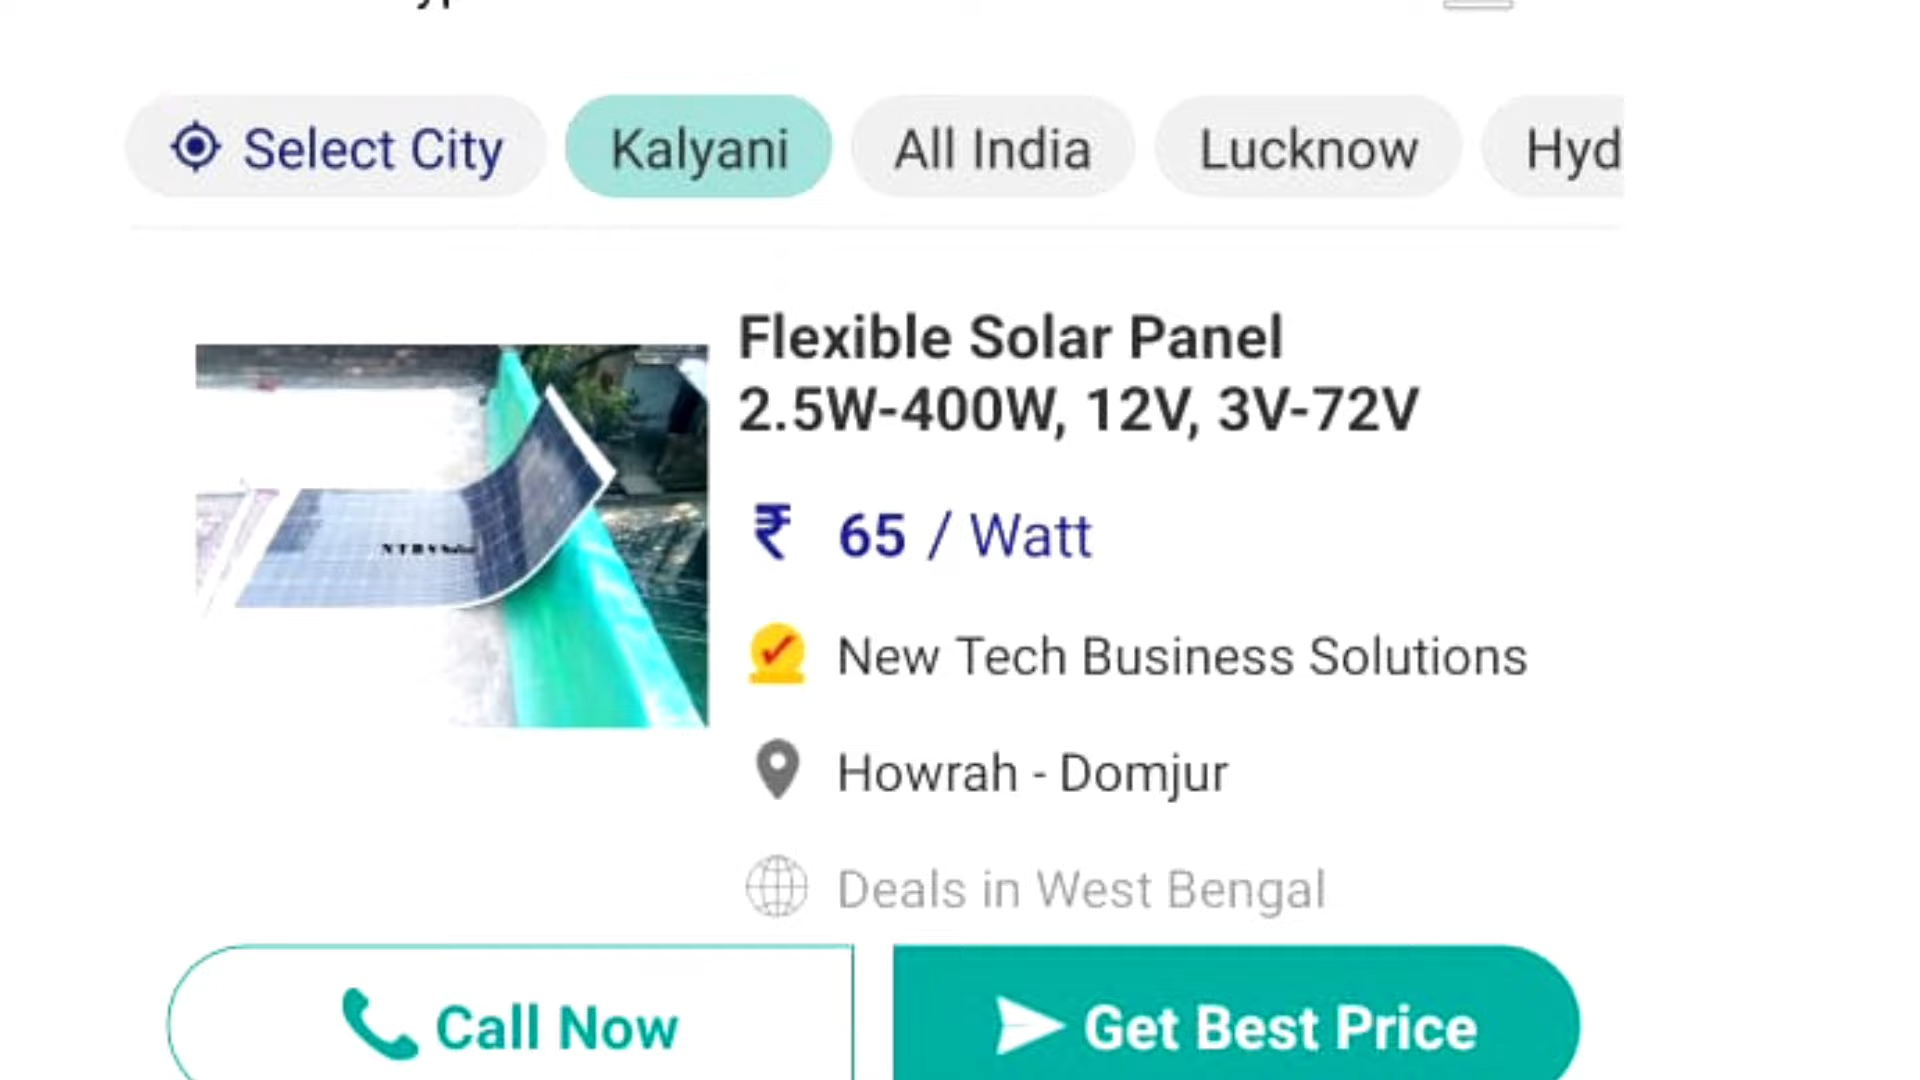 Select City Kalyani All India Lucknow Hyd
Flexible Solar Panel
2.5W-400W, 12V, 3V-72V
₹ 65 / Watt
New Tech Business Solutions
Howrah - Domjur
Deals in West Bengal
Call Now Get Best Price